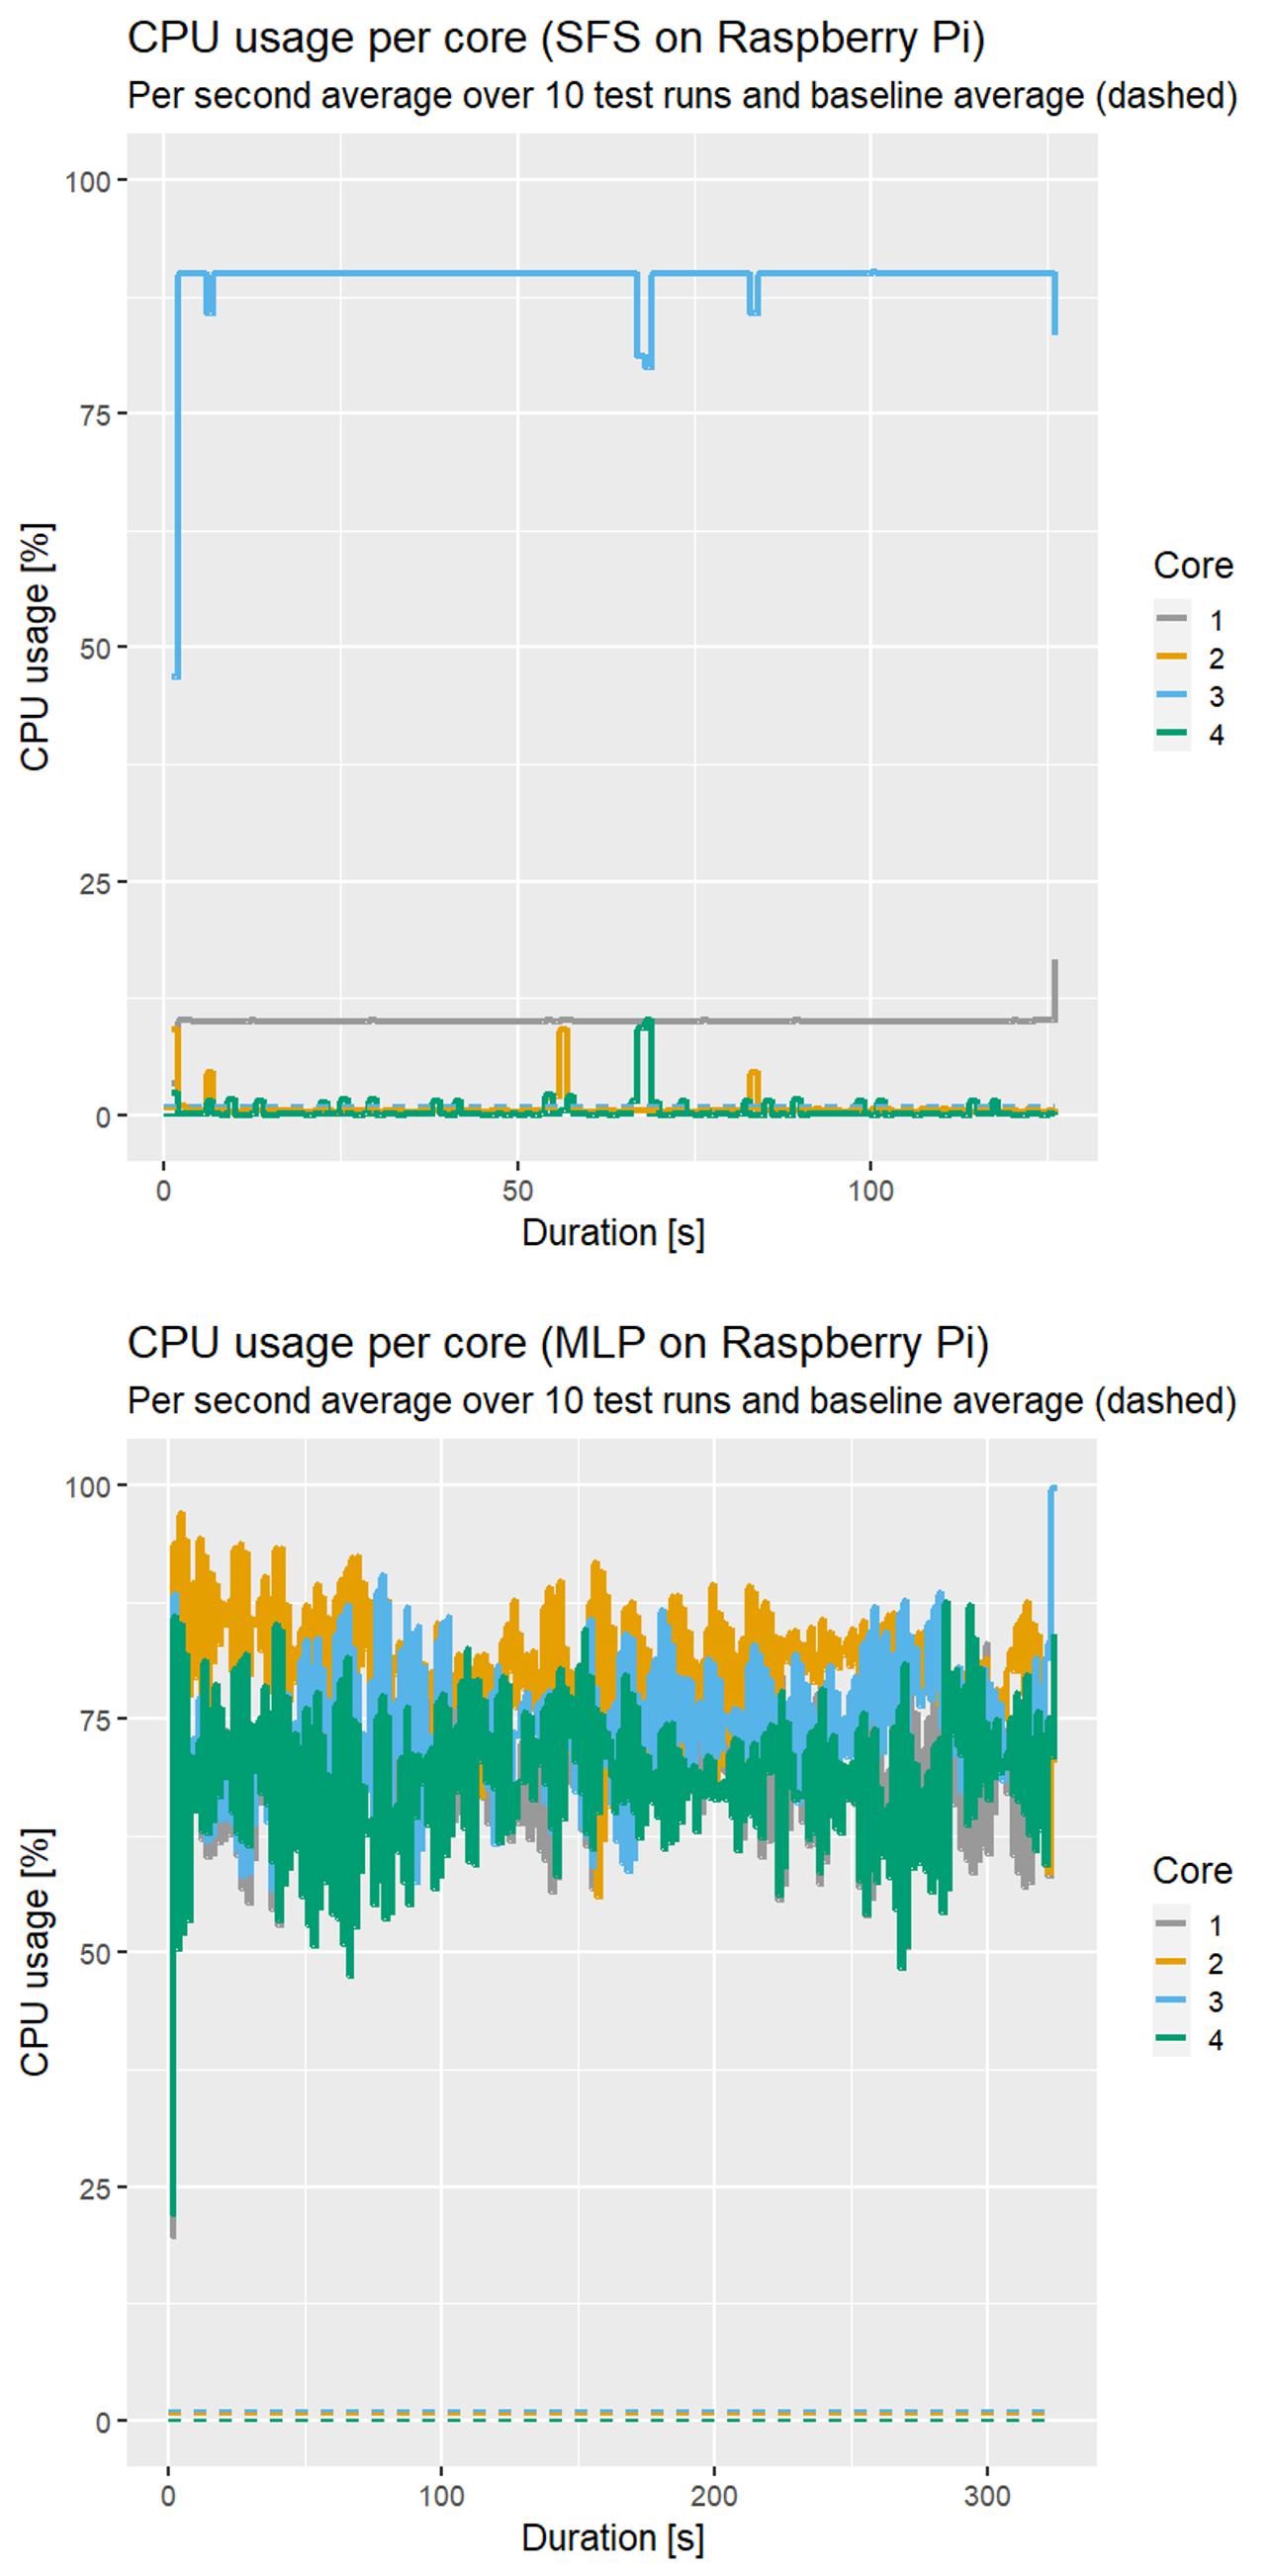 CPU usage per core (SFS on Raspberry Pi)
Per second average over 10 test runs and baseline average (dashed)
100
75
50
25
0
CPU usage [%]
0 50 100
Duration [s]
Core
1
2
3
4
CPU usage per core (MLP on Raspberry Pi)
Per second average over 10 test runs and baseline average (dashed)
100
75
50
25
0
CPU usage [%]
0 100 200 300
Duration [s]
Core
1
2
3
4